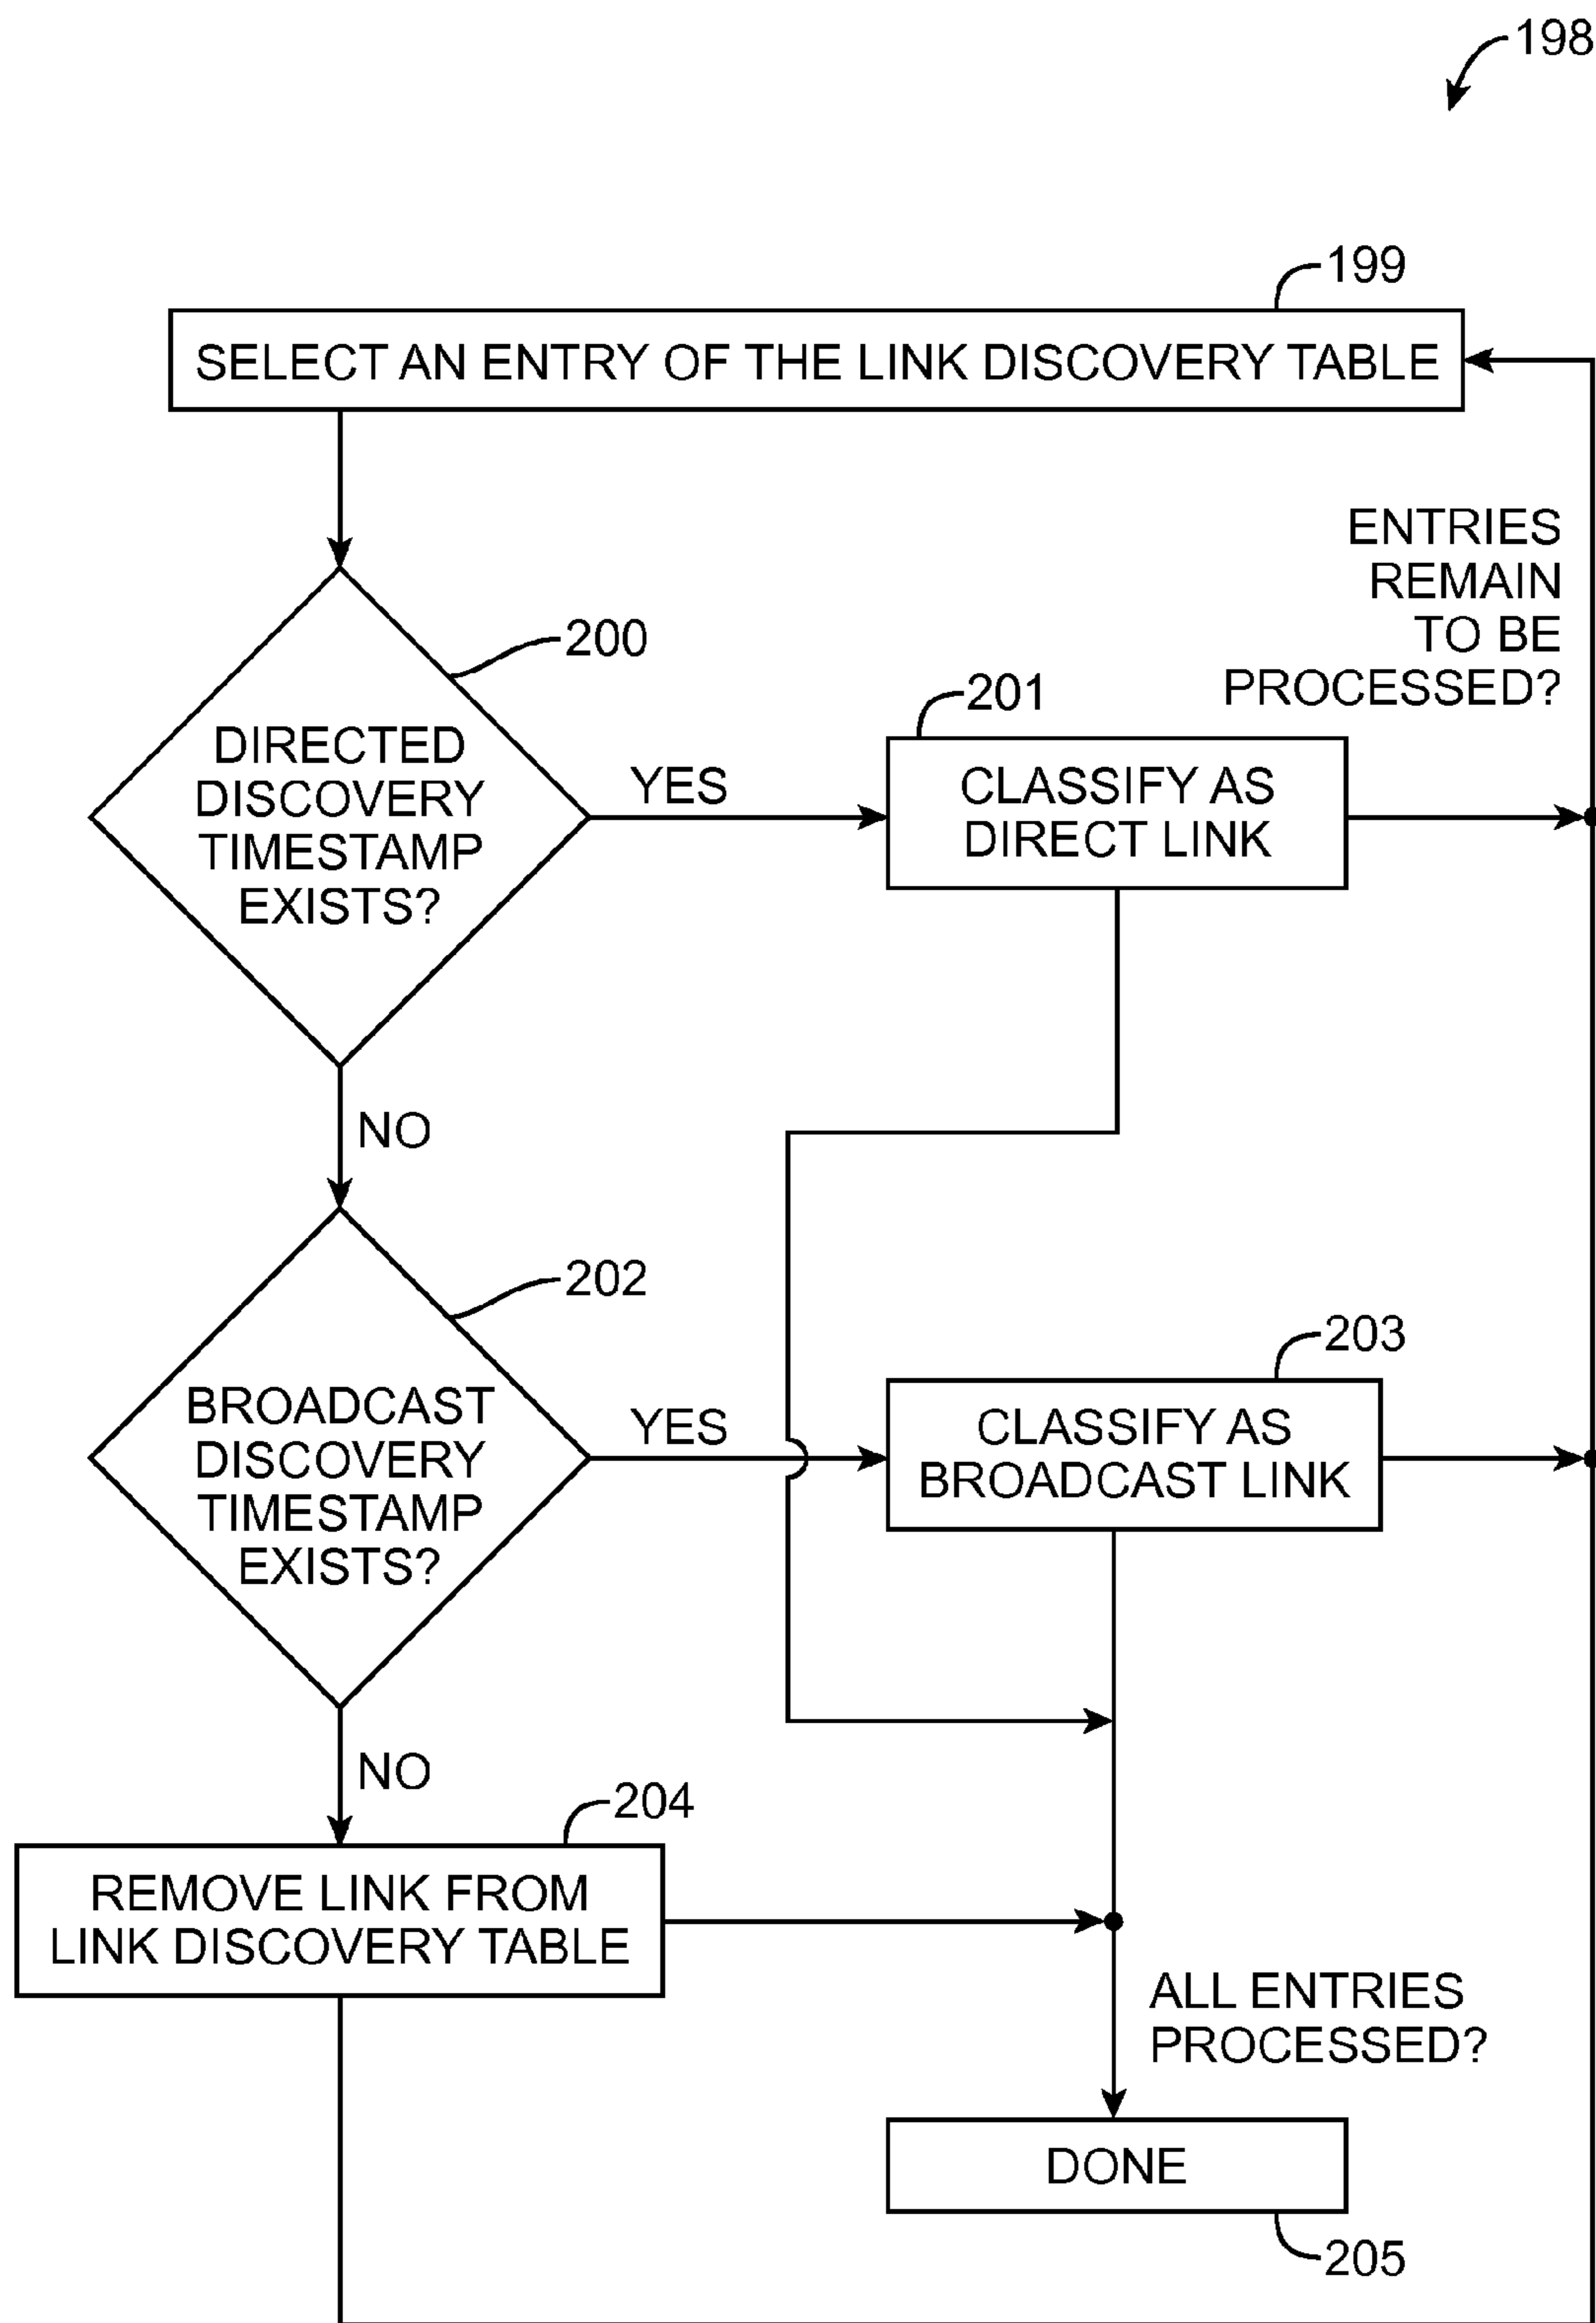 198
199
SELECT AN ENTRY OF THE LINK DISCOVERY TABLE
ENTRIES
REMAIN
TO BE
PROCESSED?
200
DIRECTED
DISCOVERY
TIMESTAMP
EXISTS?
YES
201
CLASSIFY AS
DIRECT LINK
NO
202
BROADCAST
DISCOVERY
TIMESTAMP
EXISTS?
YES
203
CLASSIFY AS
BROADCAST LINK
NO
204
REMOVE LINK FROM
LINK DISCOVERY TABLE
ALL ENTRIES
PROCESSED?
DONE
205